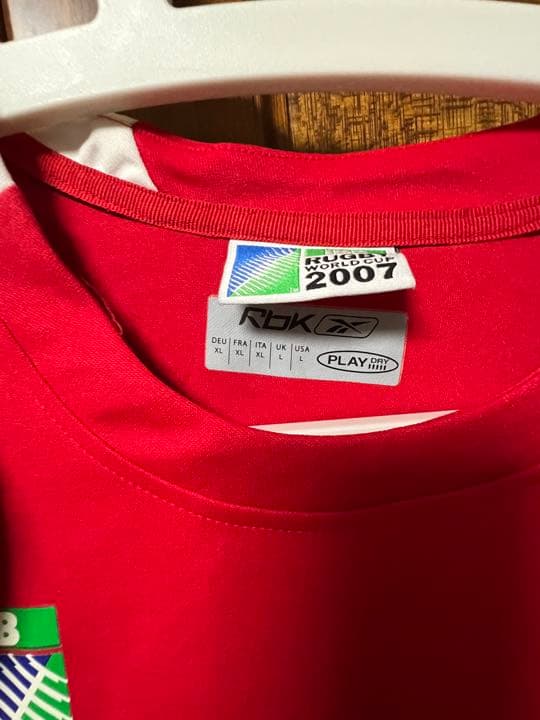 RUGBY
WORLD CUP
2007
Rbk
DEU FRA ITA UK USA
XL XL XL L L
PLAY DRY
B